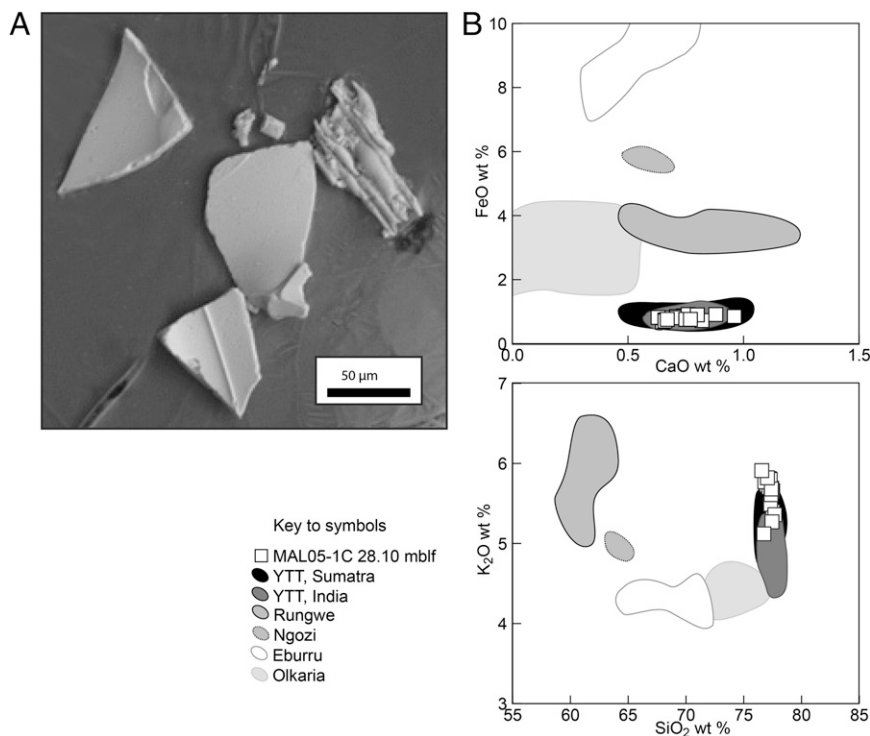 A
50 µm
Key to symbols
MAL05-1C 28.10 mblf
YTT, Sumatra
YTT, India
Rungwe
Ngozi
Eburru
Olkaria
B
10
8
6
4
2
0
FeO wt %
0.0
0.5
1.0
1.5
CaO wt %
7
6
5
4
3
K₂O wt %
55
60
65
70
75
80
85
SiO₂ wt %